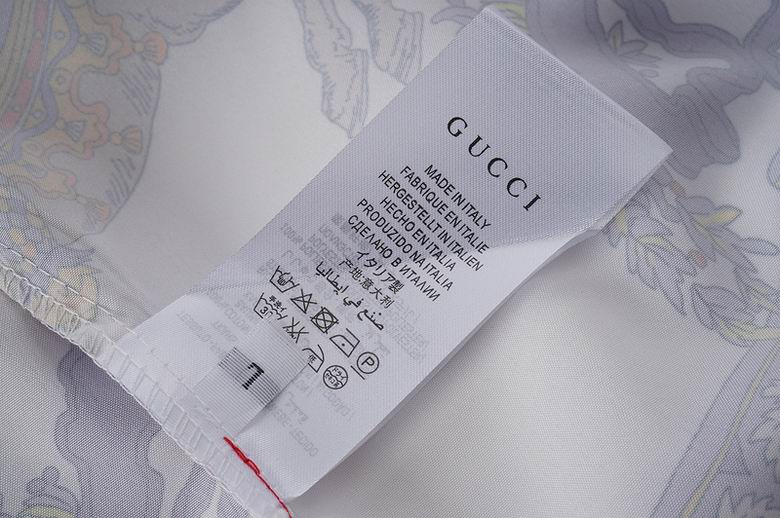 GUCCI
MADE IN ITALY
FABRIQUE EN ITALIE
HERGESTELLT IN ITALIEN
HECHO EN ITALIA
PRODUZIDO NA ITALIA
СДЕЛАНО В ИТАЛИИ
イタリア製
产地:意大利
صنع في إيطاليا
P
1